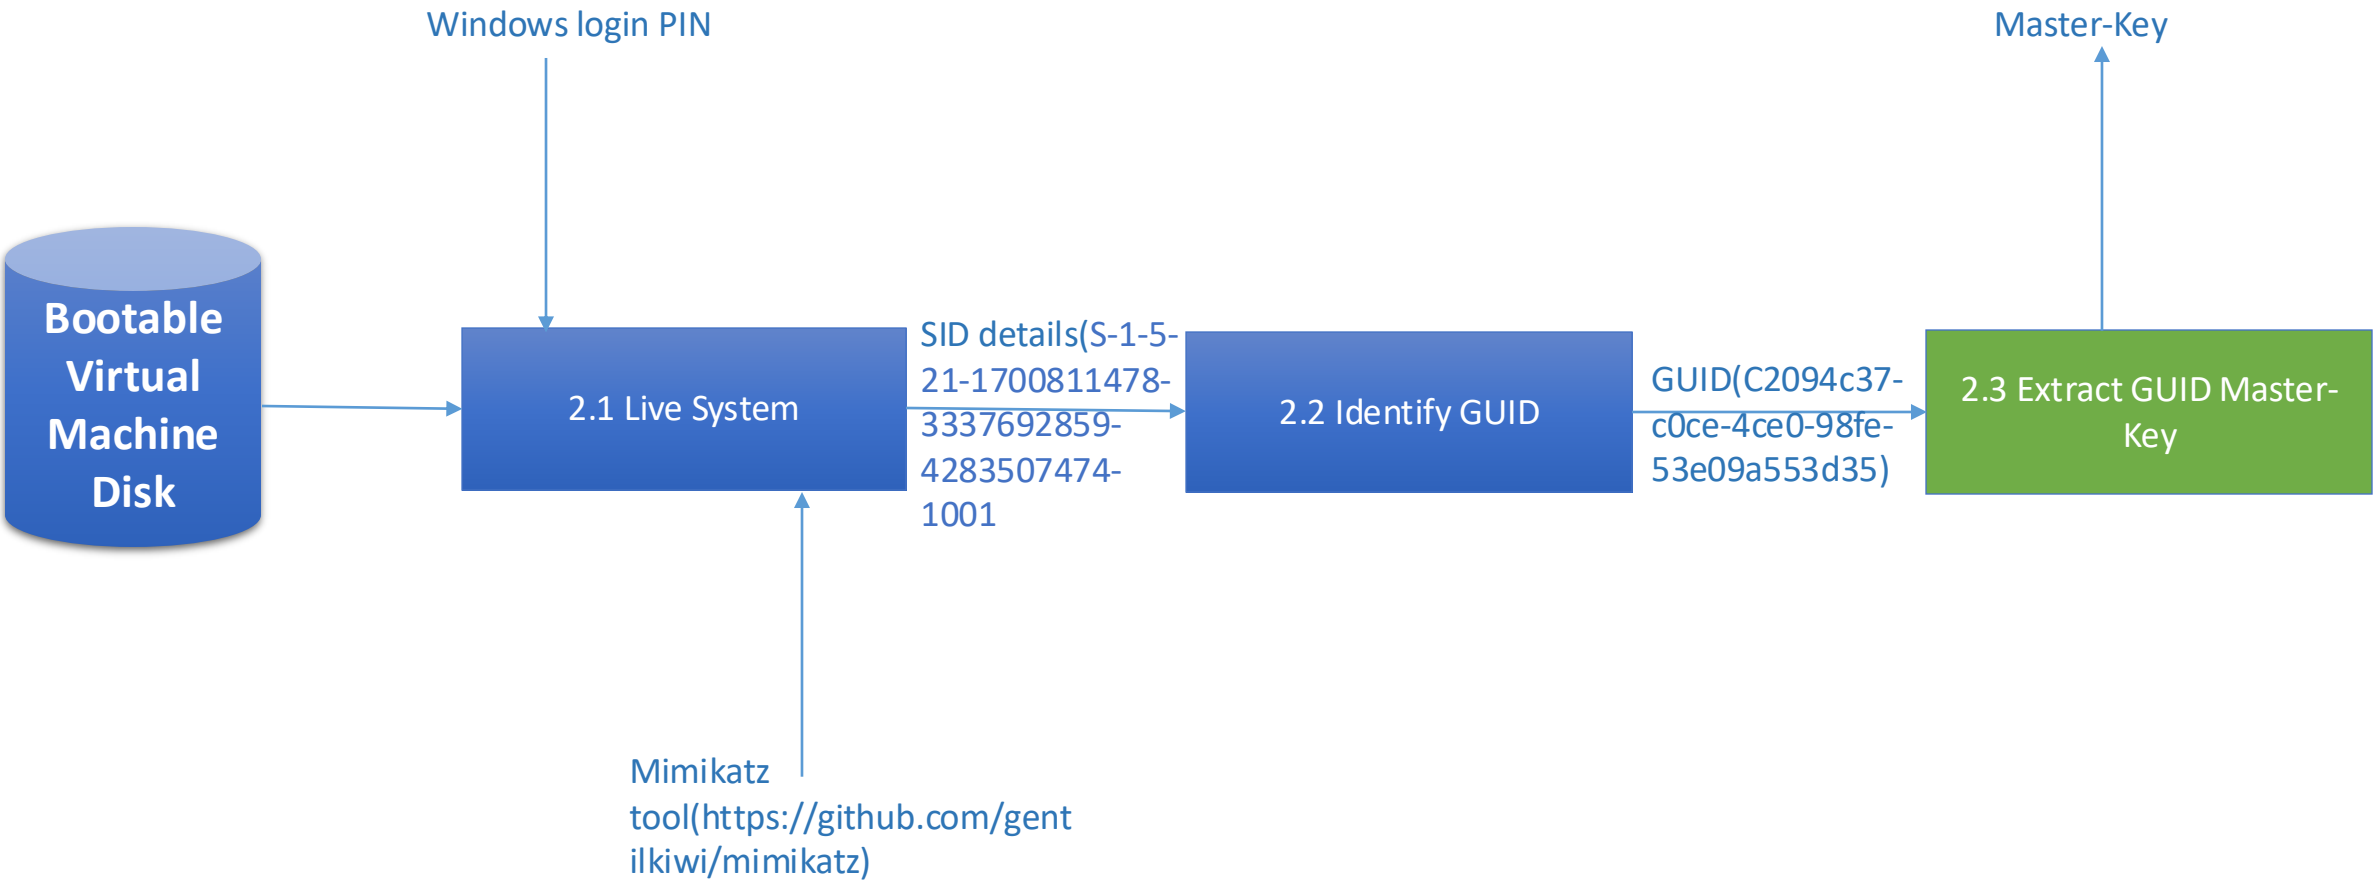 Windows login PIN
Master-Key
Bootable
Virtual
Machine
Disk
2.1 Live System
SID details(S-1-5-
21-1700811478-
3337692859-
4283507474-
1001
2.2 Identify GUID
GUID(C2094c37-
c0ce-4ce0-98fe-
53e09a553d35)
2.3 Extract GUID Master-
Key
Mimikatz
tool(https://github.com/gent
ilkiwi/mimikatz)